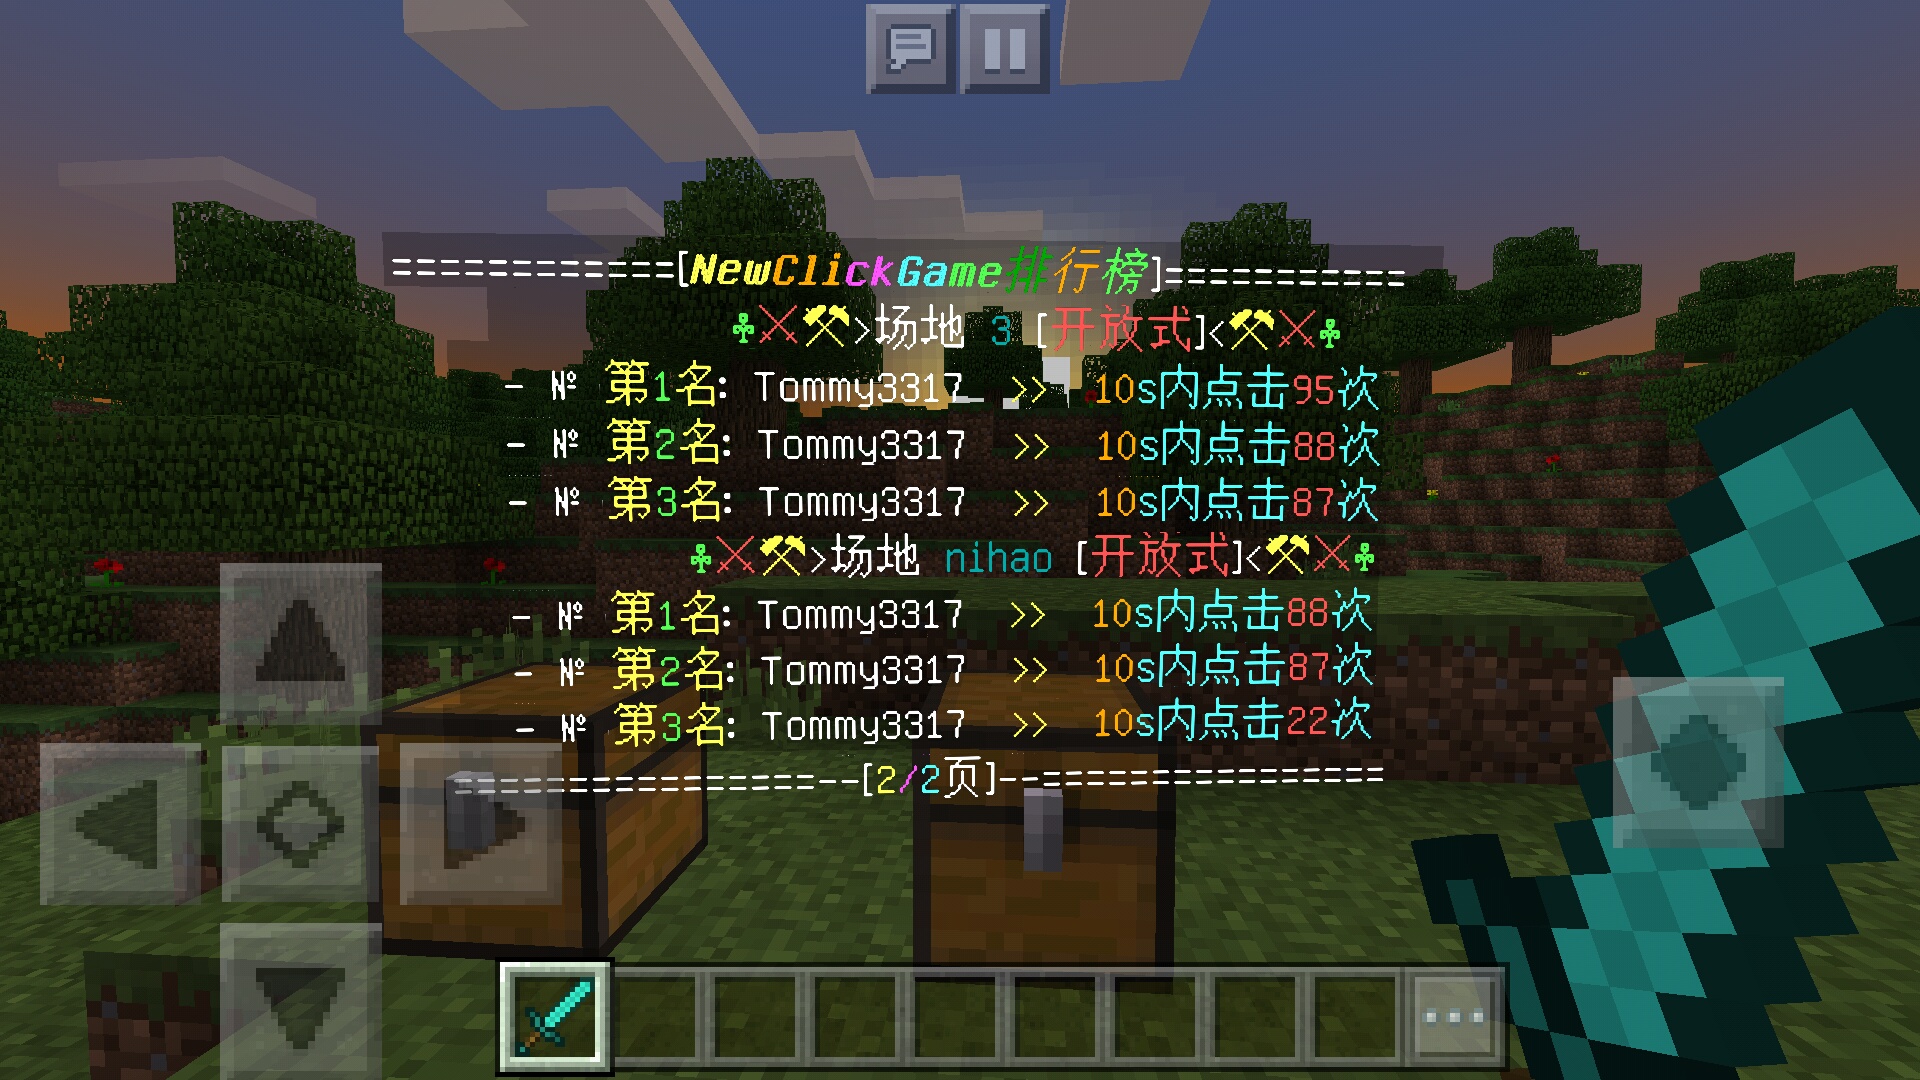 ============[NewClickGame排行榜]===========
♣⚔⚒>场地 3 [开放式]<⚒⚔♣
- № 第1名: Tommy3317 >> 10s内点击95次
- № 第2名: Tommy3317 >> 10s内点击88次
- № 第3名: Tommy3317 >> 10s内点击87次
♣⚔⚒>场地 nihao [开放式]<⚒⚔♣
- № 第1名: Tommy3317 >> 10s内点击88次
- № 第2名: Tommy3317 >> 10s内点击87次
- № 第3名: Tommy3317 >> 10s内点击22次
================--[2/2页]--===============